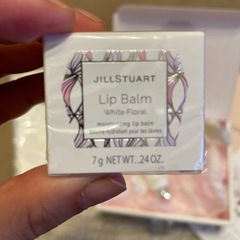 JILLSTUART
Lip Balm
White Floral
moisturizing lip balm
baume hydratant pour les lèvres
7g NET WT. .24 OZ.